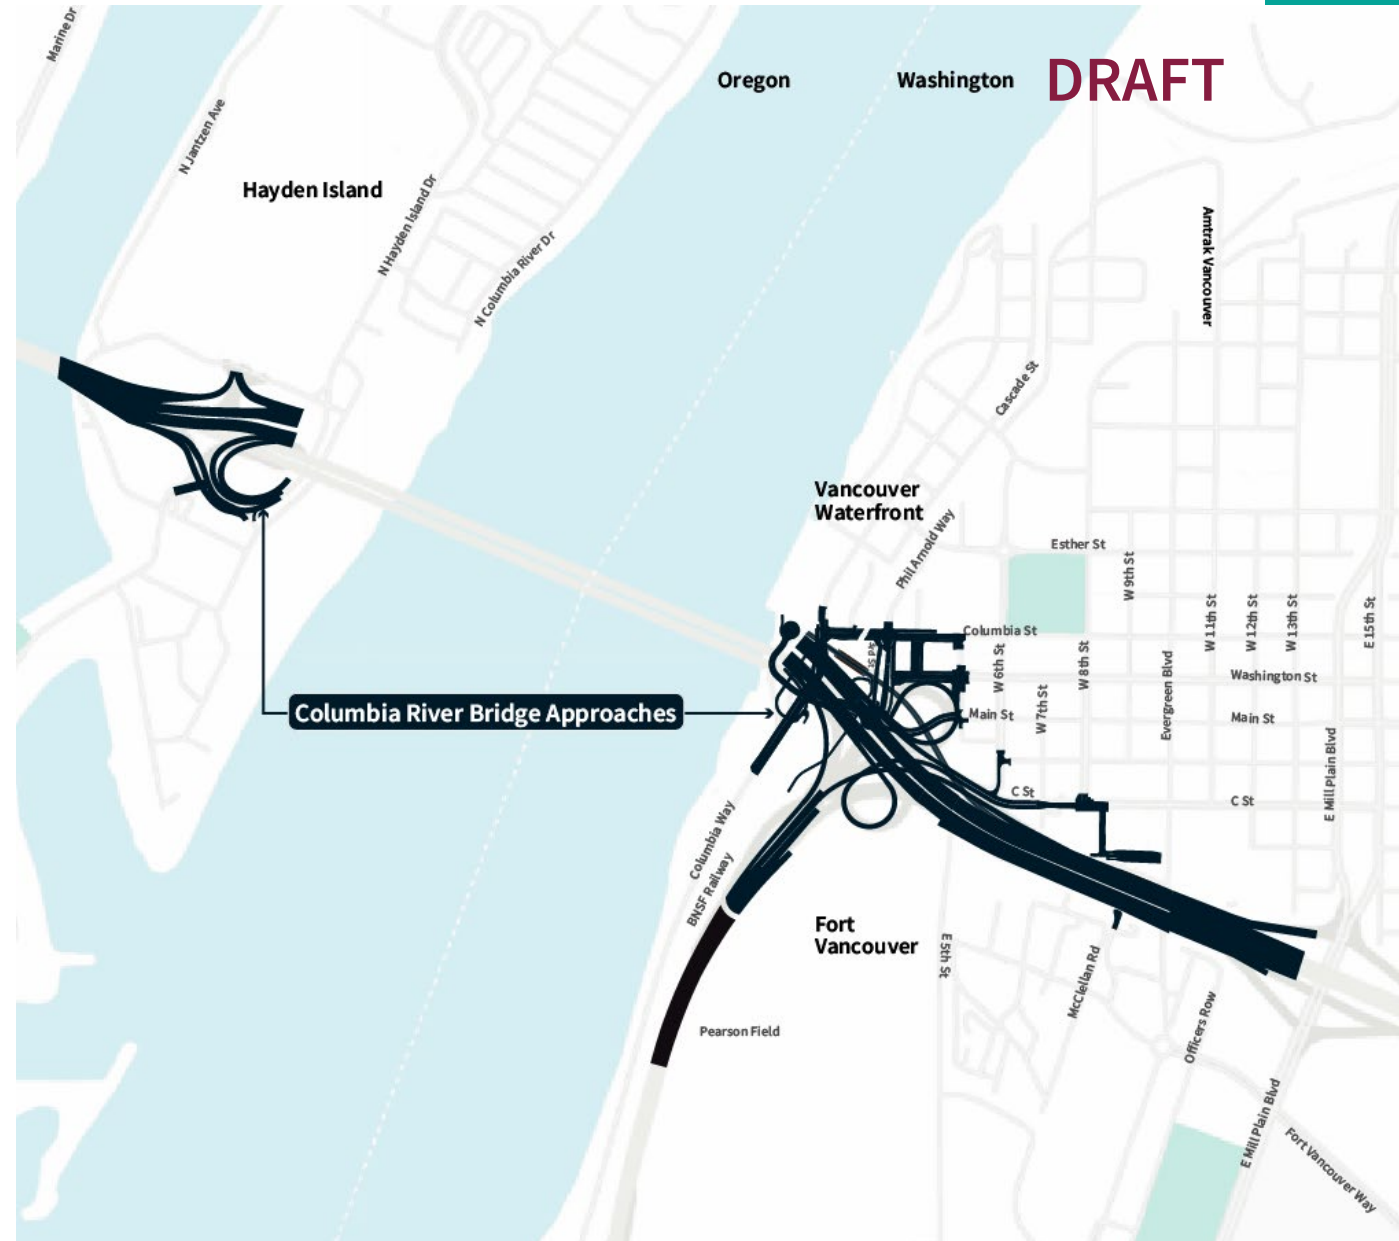 Marine Dr
Oregon
Washington
DRAFT
N Jantzen Ave
Hayden Island
N Hayden Island Dr
N Columbia River Dr
Amtrak Vancouver
Cascade St
Vancouver
Waterfront
Phil Arnold Way
Esther St
W 9th St
W 11th St
W 12th St
W 13th St
E 15th St
Columbia St
3rd St
W 6th St
W 8th St
Evergreen Blvd
Washington St
W 7th St
Main St
Main St
Columbia River Bridge Approaches
E Mill Plain Blvd
C St
C St
Columbia Way
BNSF Railway
Fort
Vancouver
E 5th St
McClellan Rd
Officers Row
Pearson Field
E Mill Plain Blvd
Fort Vancouver Way